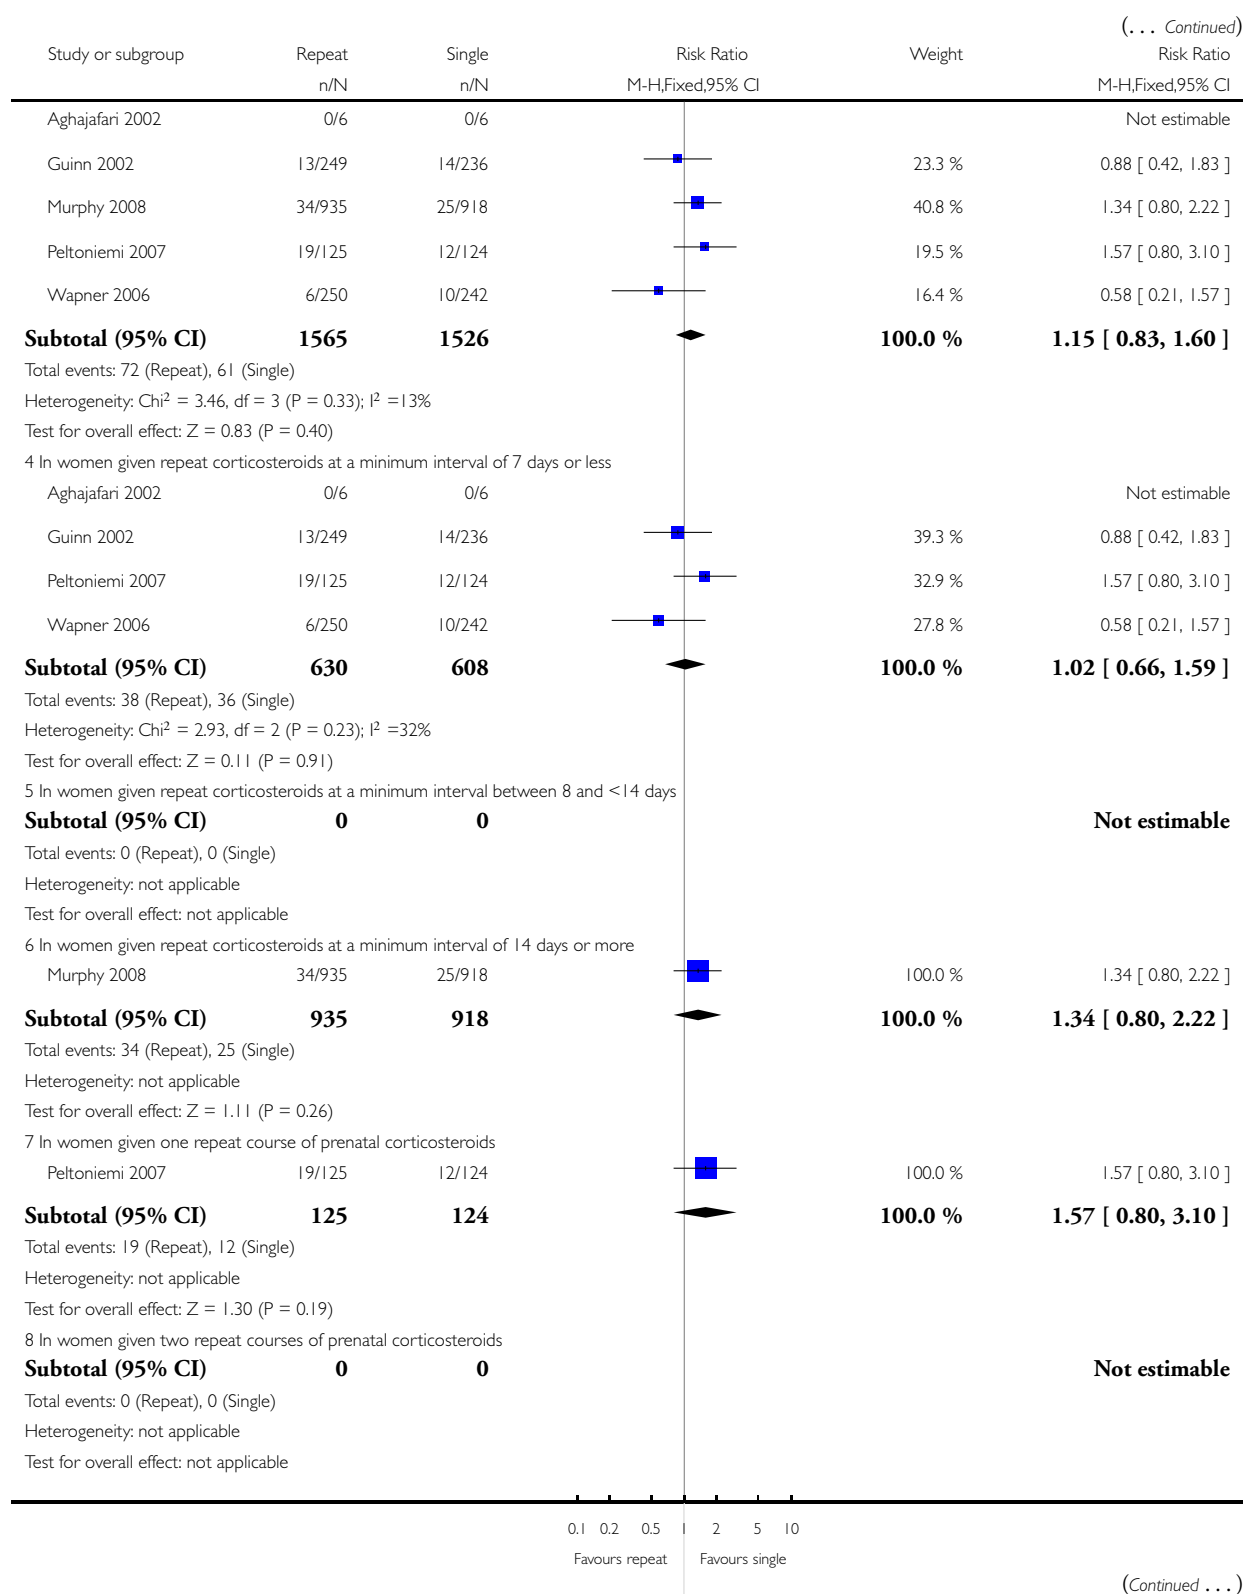 (... Continued)
Study or subgroup Repeat Single Risk Ratio Weight Risk Ratio
n/N n/N M-H,Fixed,95% CI M-H,Fixed,95% CI
Aghajafari 2002 0/6 0/6 Not estimable
Guinn 2002 13/249 14/236 23.3 % 0.88 [ 0.42, 1.83 ]
Murphy 2008 34/935 25/918 40.8 % 1.34 [ 0.80, 2.22 ]
Peltoniemi 2007 19/125 12/124 19.5 % 1.57 [ 0.80, 3.10 ]
Wapner 2006 6/250 10/242 16.4 % 0.58 [ 0.21, 1.57 ]
Subtotal (95% CI) 1565 1526 100.0 % 1.15 [ 0.83, 1.60 ]
Total events: 72 (Repeat), 61 (Single)
Heterogeneity: Chi² = 3.46, df = 3 (P = 0.33); I² =13%
Test for overall effect: Z = 0.83 (P = 0.40)
4 In women given repeat corticosteroids at a minimum interval of 7 days or less
Aghajafari 2002 0/6 0/6 Not estimable
Guinn 2002 13/249 14/236 39.3 % 0.88 [ 0.42, 1.83 ]
Peltoniemi 2007 19/125 12/124 32.9 % 1.57 [ 0.80, 3.10 ]
Wapner 2006 6/250 10/242 27.8 % 0.58 [ 0.21, 1.57 ]
Subtotal (95% CI) 630 608 100.0 % 1.02 [ 0.66, 1.59 ]
Total events: 38 (Repeat), 36 (Single)
Heterogeneity: Chi² = 2.93, df = 2 (P = 0.23); I² =32%
Test for overall effect: Z = 0.11 (P = 0.91)
5 In women given repeat corticosteroids at a minimum interval between 8 and <14 days
Subtotal (95% CI) 0 0 Not estimable
Total events: 0 (Repeat), 0 (Single)
Heterogeneity: not applicable
Test for overall effect: not applicable
6 In women given repeat corticosteroids at a minimum interval of 14 days or more
Murphy 2008 34/935 25/918 100.0 % 1.34 [ 0.80, 2.22 ]
Subtotal (95% CI) 935 918 100.0 % 1.34 [ 0.80, 2.22 ]
Total events: 34 (Repeat), 25 (Single)
Heterogeneity: not applicable
Test for overall effect: Z = 1.11 (P = 0.26)
7 In women given one repeat course of prenatal corticosteroids
Peltoniemi 2007 19/125 12/124 100.0 % 1.57 [ 0.80, 3.10 ]
Subtotal (95% CI) 125 124 100.0 % 1.57 [ 0.80, 3.10 ]
Total events: 19 (Repeat), 12 (Single)
Heterogeneity: not applicable
Test for overall effect: Z = 1.30 (P = 0.19)
8 In women given two repeat courses of prenatal corticosteroids
Subtotal (95% CI) 0 0 Not estimable
Total events: 0 (Repeat), 0 (Single)
Heterogeneity: not applicable
Test for overall effect: not applicable
0.1 0.2 0.5 1 2 5 10
Favours repeat Favours single
(Continued ...)